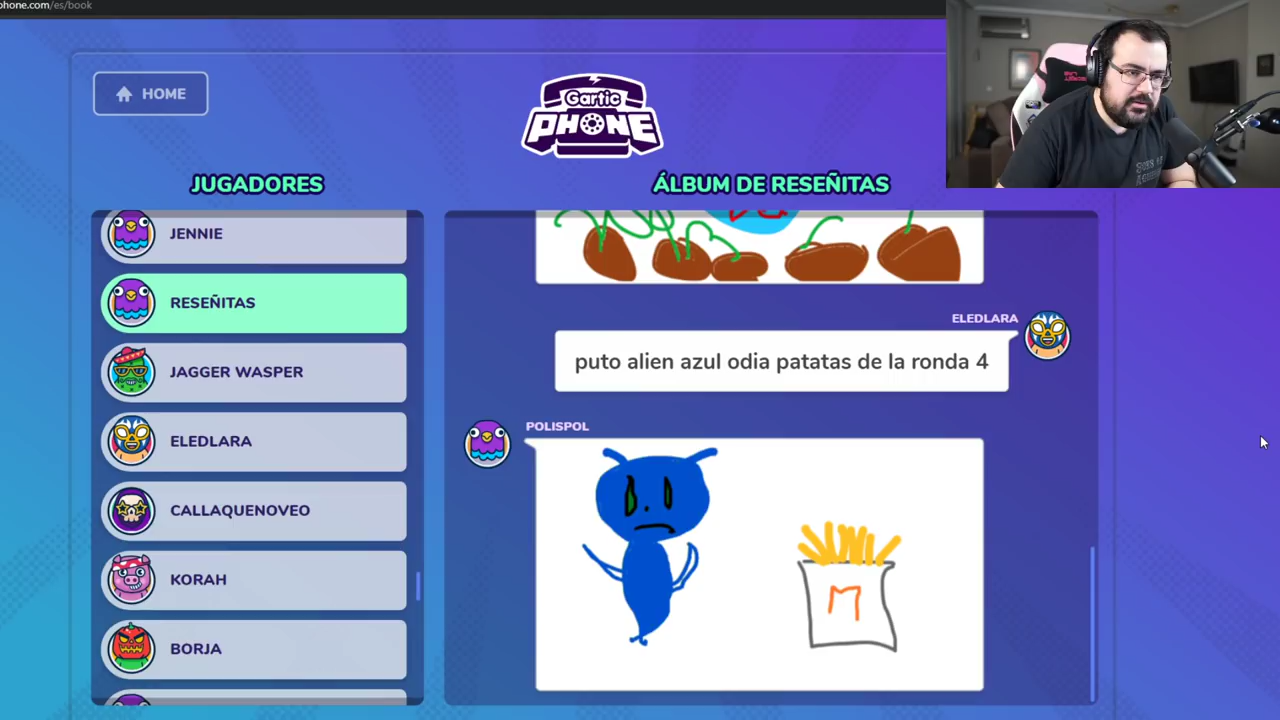 phone.com/es/book
HOME
Gartic
PHONE
JUGADORES
ÁLBUM DE RESEÑITAS
JENNIE
RESEÑITAS
JAGGER WASPER
ELEDLARA
CALLAQUENOVEO
KORAH
BORJA
ELEDLARA
puto alien azul odia patatas de la ronda 4
POLISPOL
M